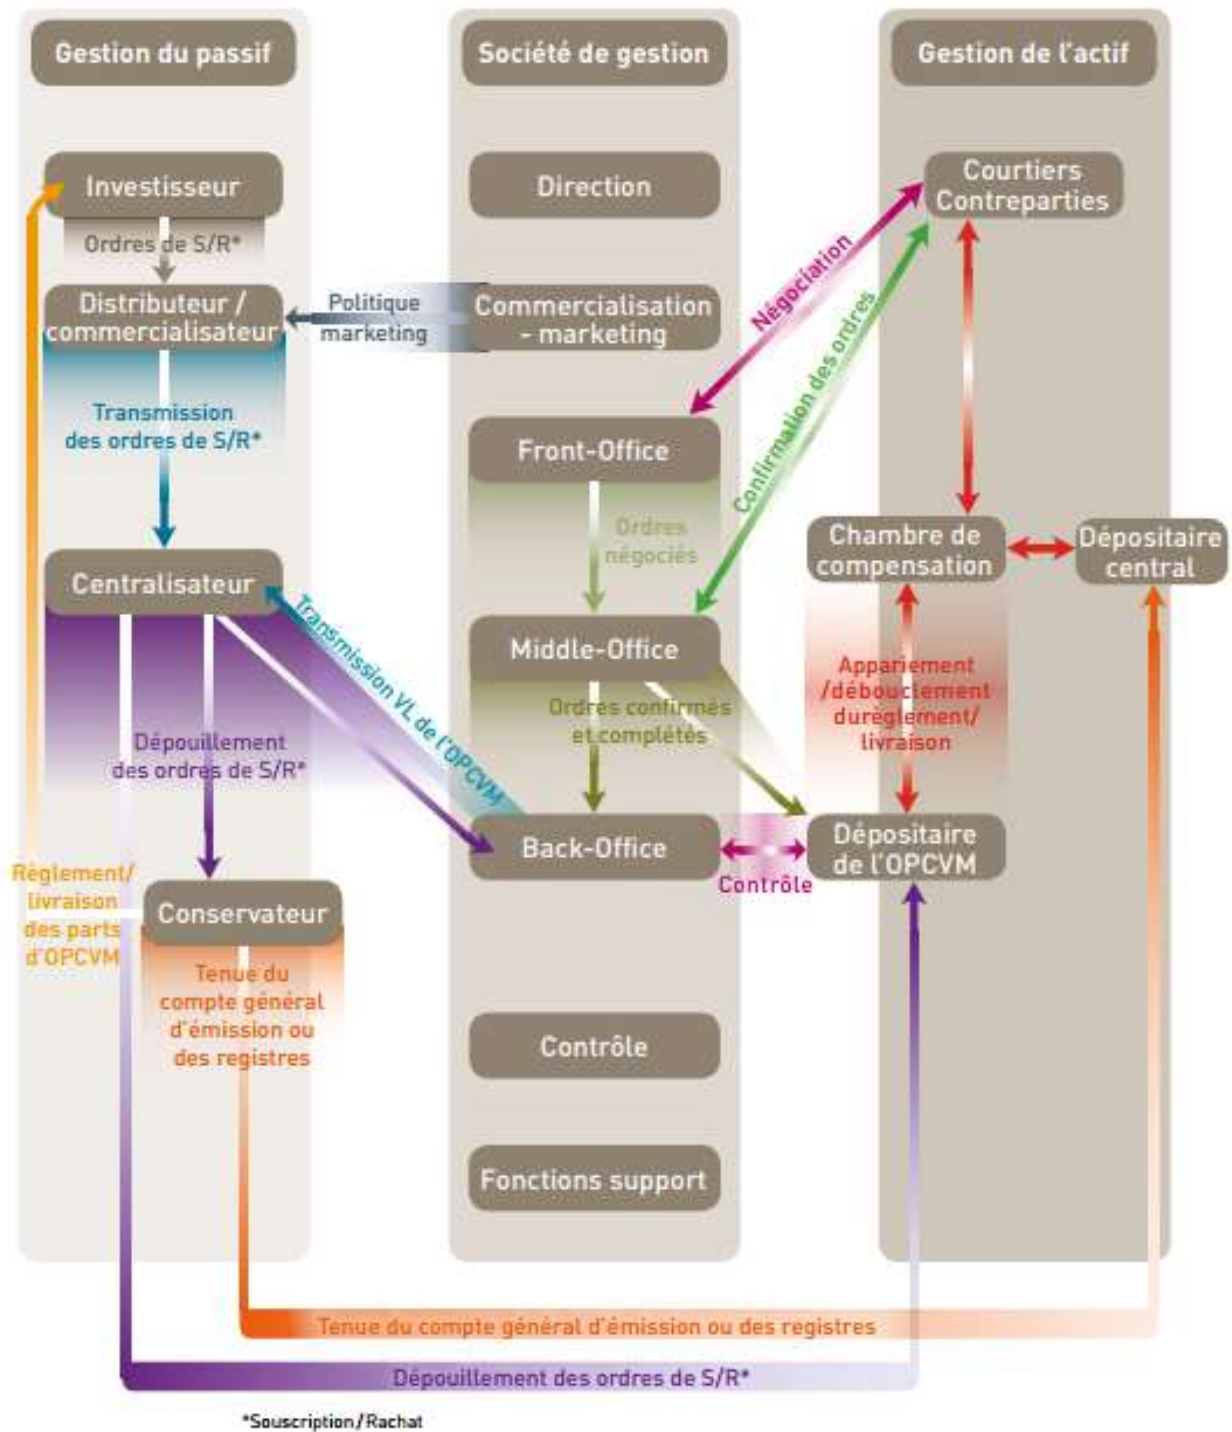 Gestion du passif
Société de gestion
Gestion de l'actif
Investisseur
Direction
Courtiers
Contreparties
Ordres de S/R*
Négociation
Distributeur /
commercialisateur
Politique
marketing
Commercialisation
- marketing
Confirmation des ordres
Transmission
des ordres de S/R*
Front-Office
Ordres
négociés
Chambre de
compensation
Dépositaire
central
Centralisateur
Transmission VL de l'OPCVM
Middle-Office
Appariement
/débouclement
durèglement/
livraison
Ordres confirmés
et complétés
Dépouillement
des ordres de S/R*
Back-Office
Contrôle
Dépositaire
de l'OPCVM
Règlement/
livraison
des parts
d'OPCVM
Conservateur
Tenue du
compte général
d'émission ou
des registres
Contrôle
Fonctions support
Tenue du compte général d'émission ou des registres
Dépouillement des ordres de S/R*
*Souscription/Rachat